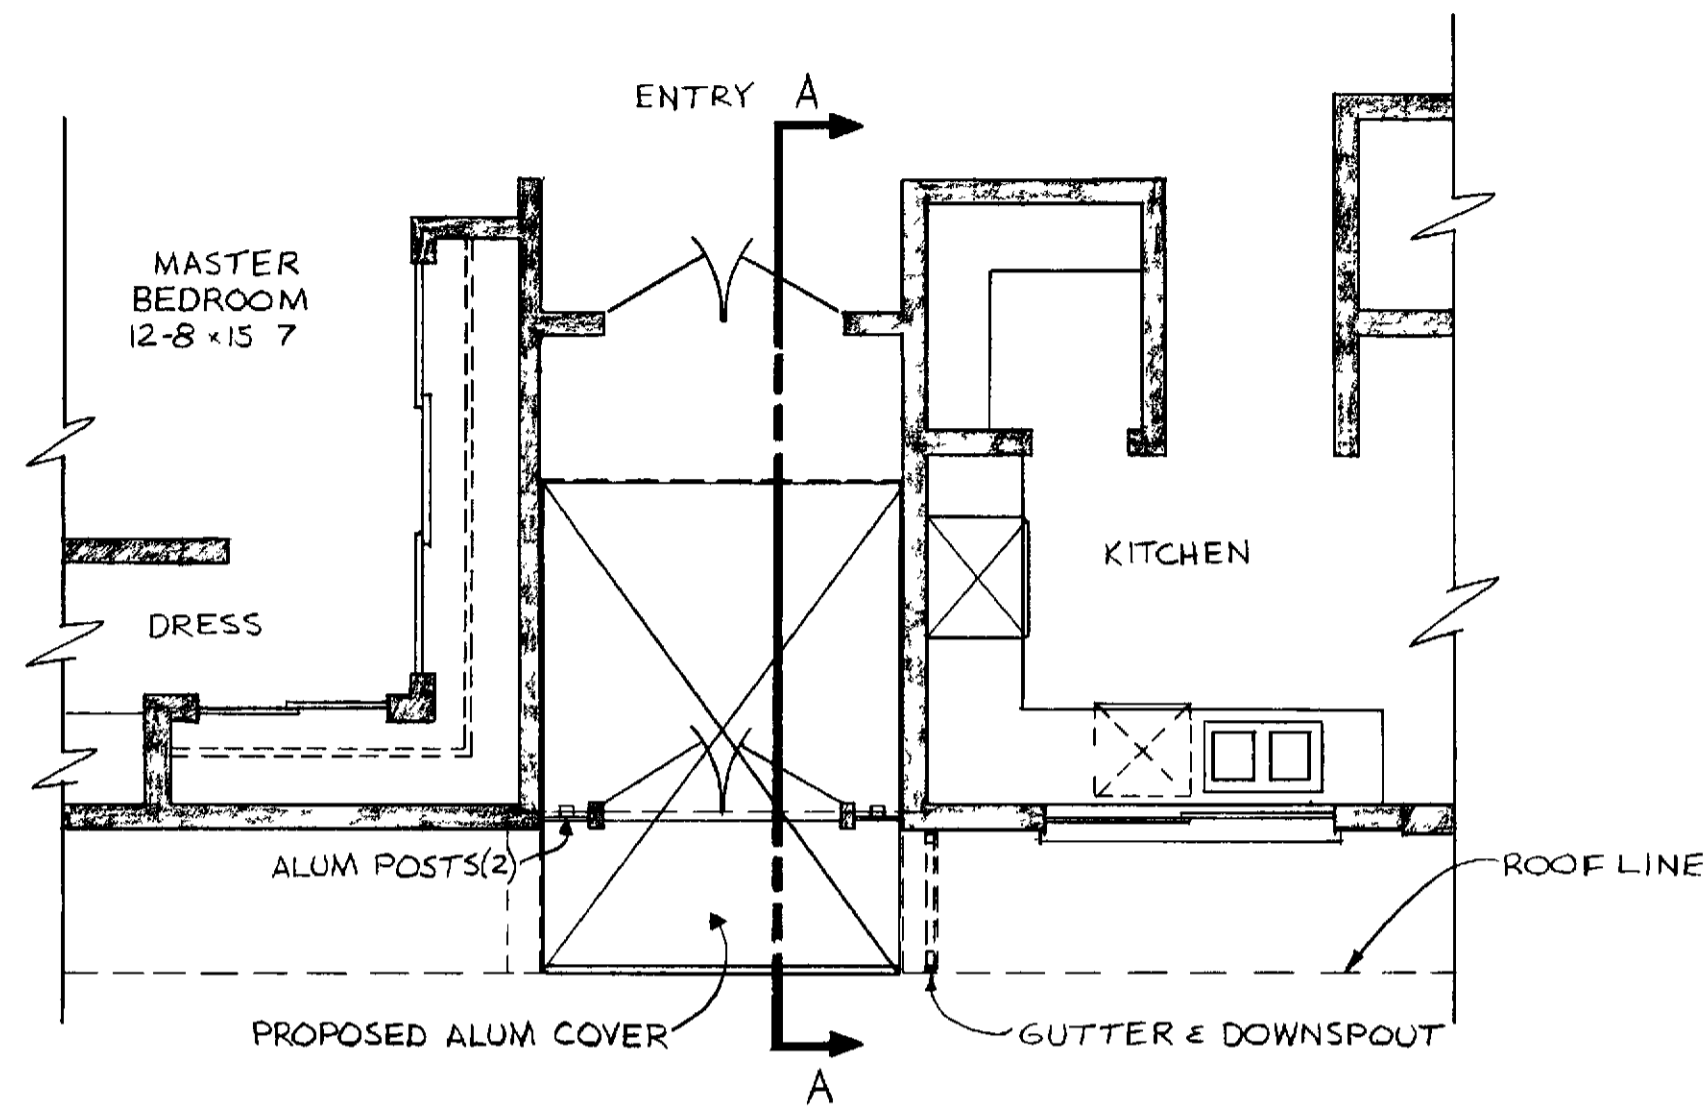 ENTRY
A
MASTER
BEDROOM
12-8 x 15 7
DRESS
KITCHEN
ALUM POSTS(2)
ROOF LINE
PROPOSED ALUM COVER
GUTTER & DOWNSPOUT
A